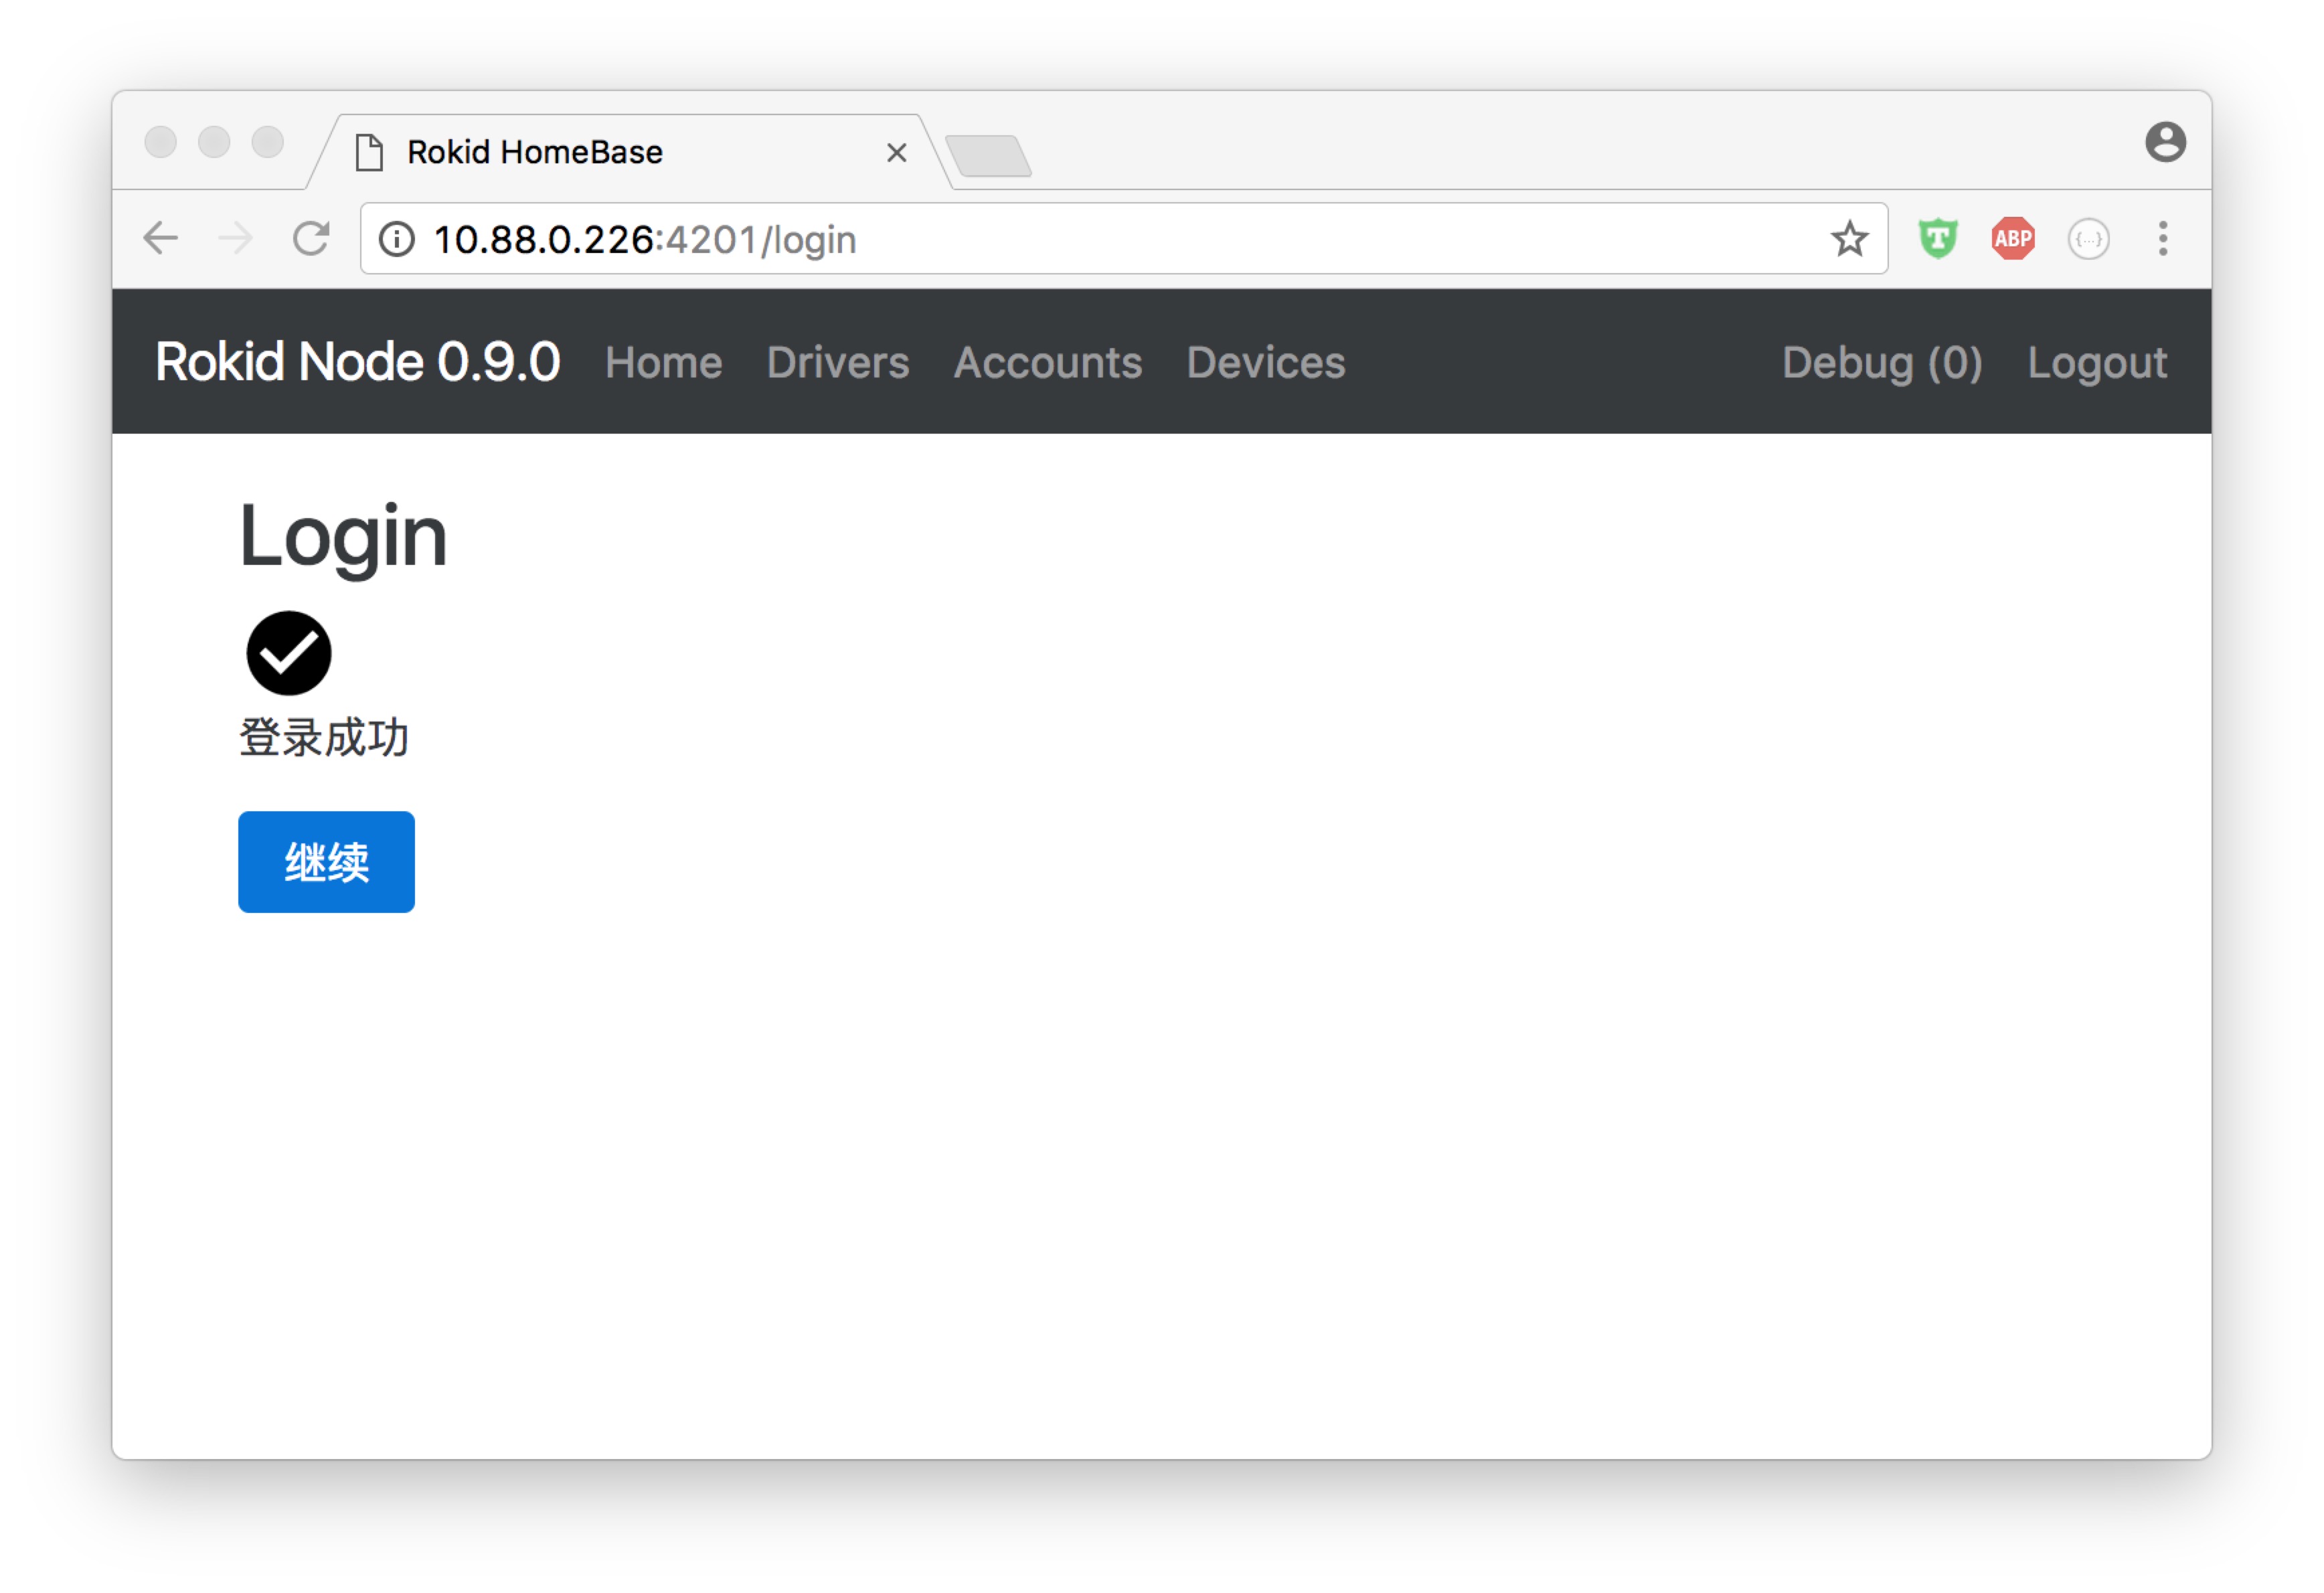 Rokid HomeBase
10.88.0.226:4201/login
ABP
Rokid Node 0.9.0 Home Drivers Accounts Devices Debug (0) Logout
Login
登录成功
继续